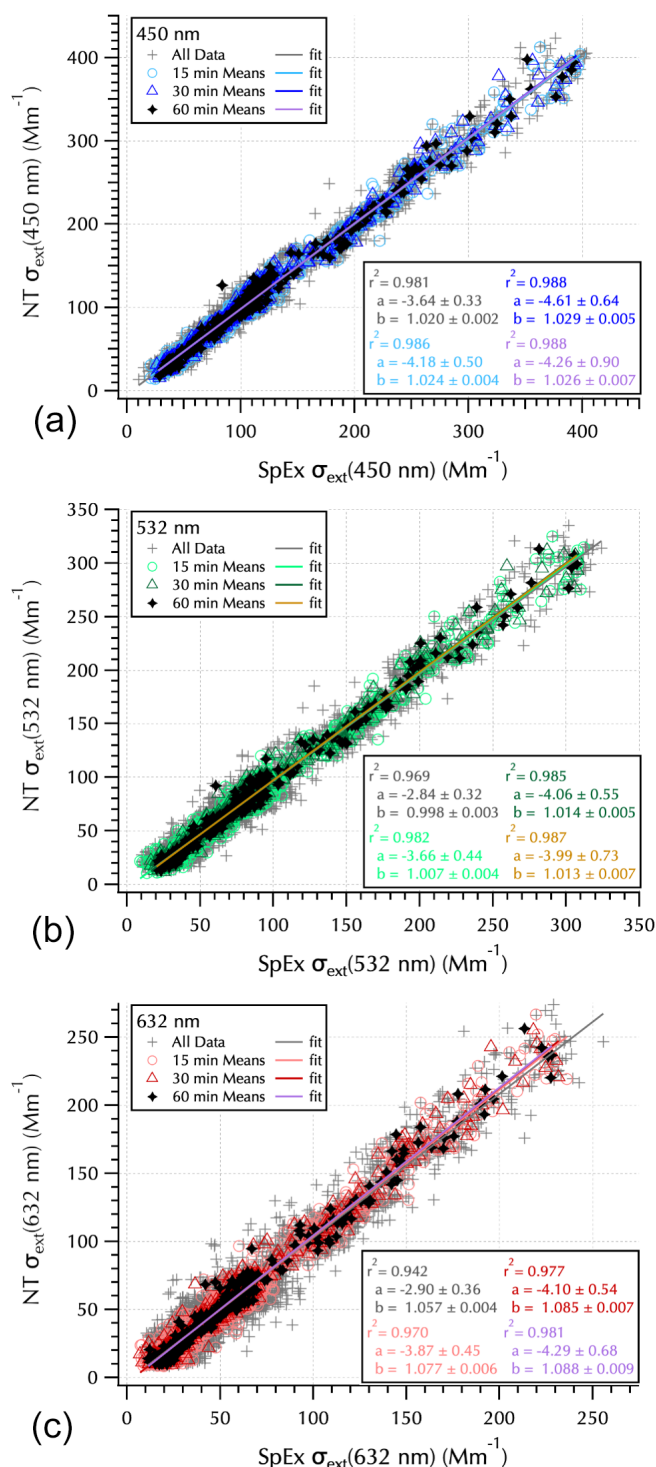 450 nm
All Data fit
15 min Means fit
30 min Means fit
60 min Means fit
NT σext(450 nm) (Mm⁻¹)
400
300
200
100
0
r² = 0.981
a = -3.64 ± 0.33
b = 1.020 ± 0.002
r² = 0.988
a = -4.61 ± 0.64
b = 1.029 ± 0.005
r² = 0.986
a = -4.18 ± 0.50
b = 1.024 ± 0.004
r² = 0.988
a = -4.26 ± 0.90
b = 1.026 ± 0.007
0 100 200 300 400
SpEx σext(450 nm) (Mm⁻¹)
(a)
532 nm
All Data fit
15 min Means fit
30 min Means fit
60 min Means fit
NT σext(532 nm) (Mm⁻¹)
350
300
250
200
150
100
50
0
r² = 0.969
a = -2.84 ± 0.32
b = 0.998 ± 0.003
r² = 0.985
a = -4.06 ± 0.55
b = 1.014 ± 0.005
r² = 0.982
a = -3.66 ± 0.44
b = 1.007 ± 0.004
r² = 0.987
a = -3.99 ± 0.73
b = 1.013 ± 0.007
0 50 100 150 200 250 300 350
SpEx σext(532 nm) (Mm⁻¹)
(b)
632 nm
All Data fit
15 min Means fit
30 min Means fit
60 min Means fit
NT σext(632 nm) (Mm⁻¹)
250
200
150
100
50
0
r² = 0.942
a = -2.90 ± 0.36
b = 1.057 ± 0.004
r² = 0.977
a = -4.10 ± 0.54
b = 1.085 ± 0.007
r² = 0.970
a = -3.87 ± 0.45
b = 1.077 ± 0.006
r² = 0.981
a = -4.29 ± 0.68
b = 1.088 ± 0.009
0 50 100 150 200 250
SpEx σext(632 nm) (Mm⁻¹)
(c)